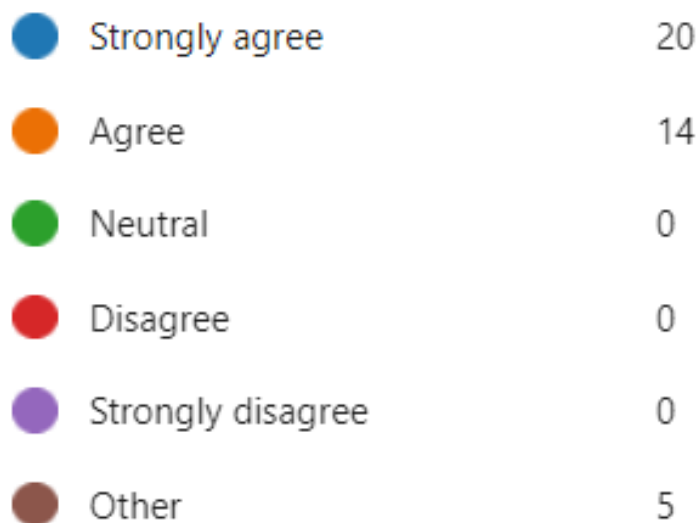 Strongly agree 20
Agree 14
Neutral 0
Disagree 0
Strongly disagree 0
Other 5